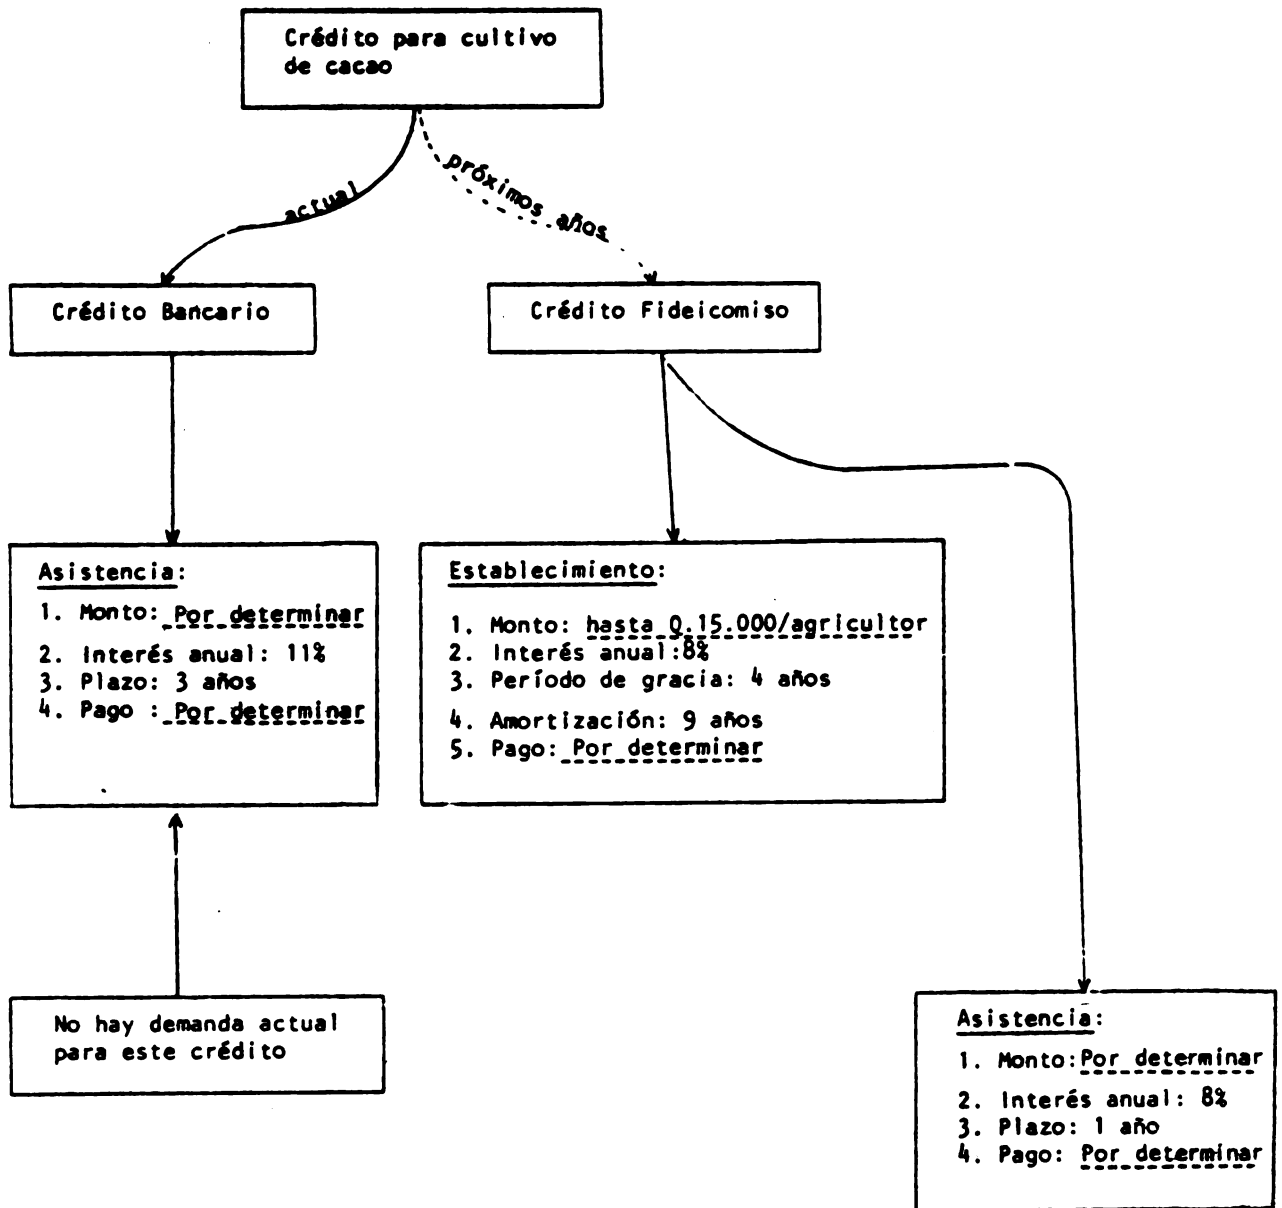 Crédito para cultivo
de cacao
actual
próximos años
Crédito Bancario
Crédito Fideicomiso
Asistencia:
1. Monto: Por determinar
2. Interés anual: 11%
3. Plazo: 3 años
4. Pago : Por determinar
Establecimiento:
1. Monto: hasta Q.15.000/agricultor
2. Interés anual:8%
3. Período de gracia: 4 años
4. Amortización: 9 años
5. Pago: Por determinar
No hay demanda actual
para este crédito
Asistencia:
1. Monto:Por determinar
2. Interés anual: 8%
3. Plazo: 1 año
4. Pago: Por determinar